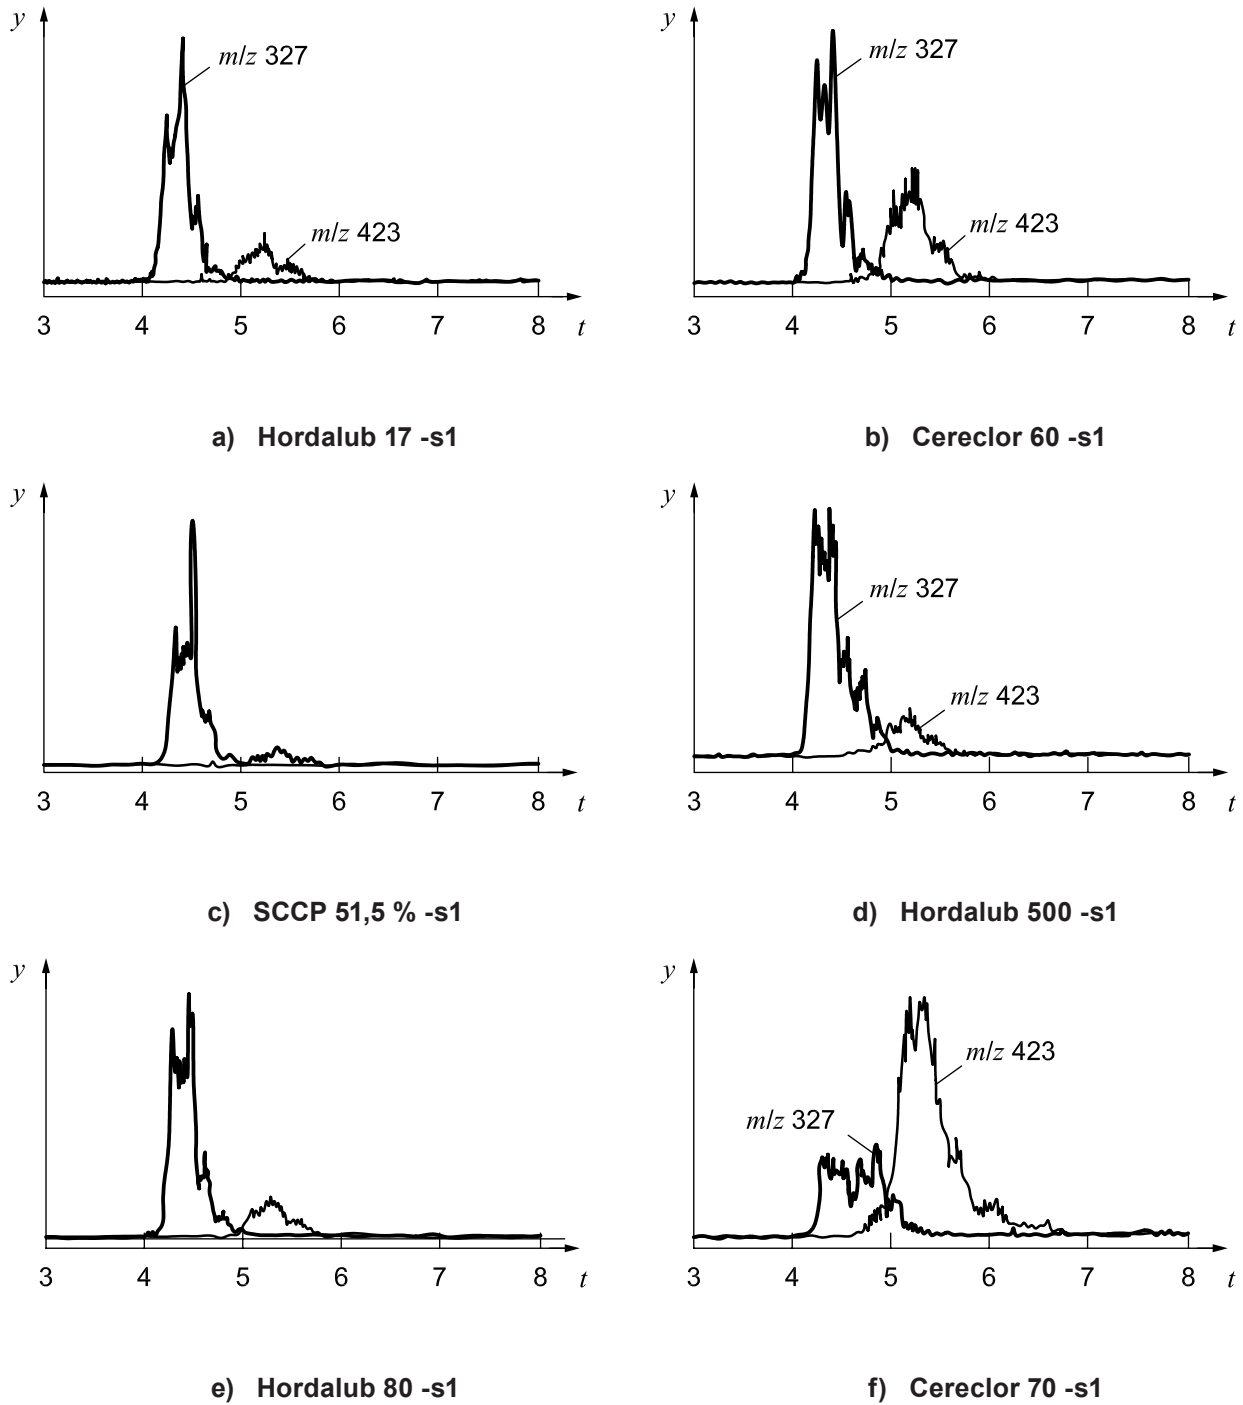 y
y
m/z 327
m/z 327
m/z 423
m/z 423
3 4 5 6 7 8 t
3 4 5 6 7 8 t
a) Hordalub 17 -s1
b) Cereclor 60 -s1
y
y
m/z 327
m/z 423
3 4 5 6 7 8 t
3 4 5 6 7 8 t
c) SCCP 51,5 % -s1
d) Hordalub 500 -s1
y
y
m/z 423
m/z 327
3 4 5 6 7 8 t
3 4 5 6 7 8 t
e) Hordalub 80 -s1
f) Cereclor 70 -s1